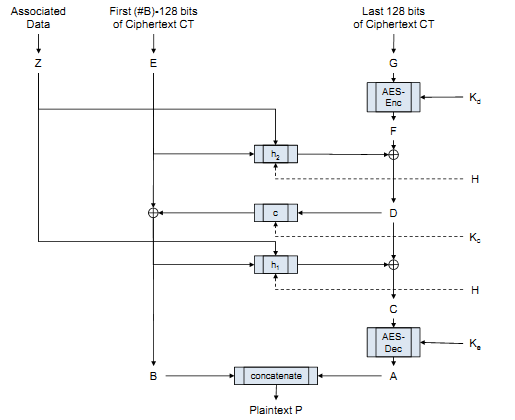 Associated
Data
First (#B)-128 bits
of Ciphertext CT
Last 128 bits
of Ciphertext CT
Z
E
G
AES-
Enc
Kd
F
h2
H
c
D
Kc
h1
H
C
AES-
Dec
Ke
B
concatenate
A
Plaintext P